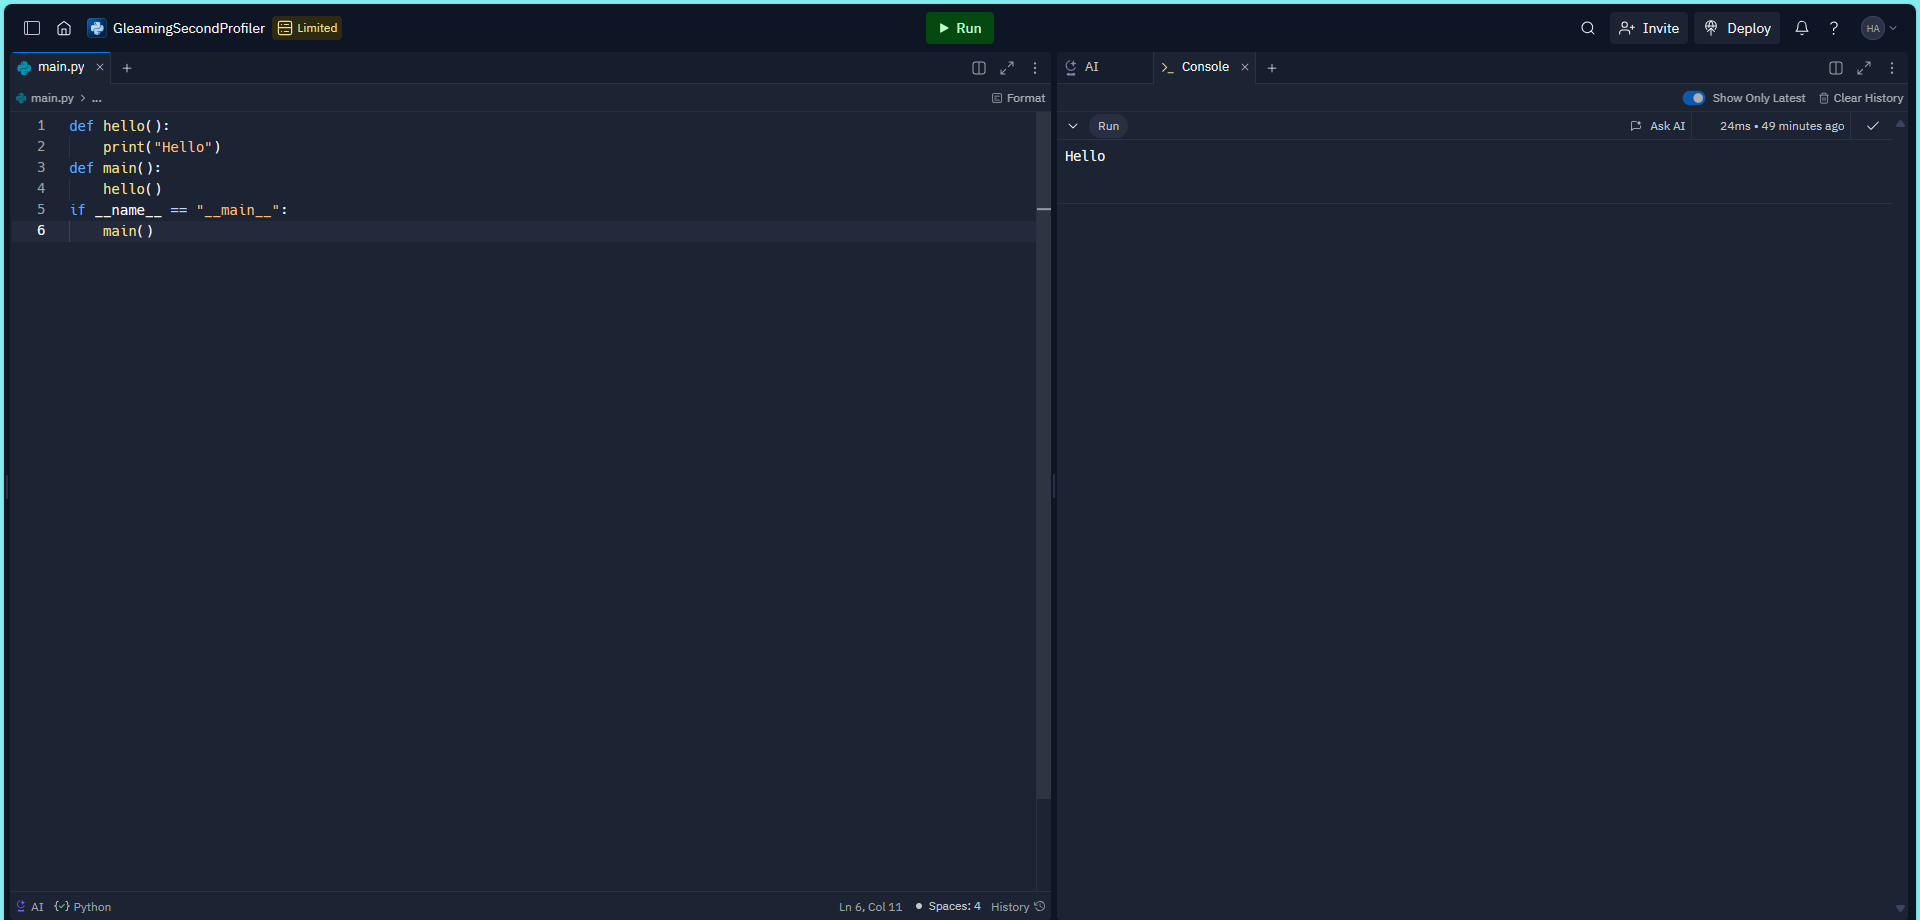 GleamingSecondProfiler Limited Run Invite Deploy ? HA
main.py × +
AI >_ Console × +
main.py > ... Format
Show Only Latest Clear History
1 def hello():
2     print("Hello")
3 def main():
4     hello()
5 if __name__ == "__main__":
6     main()
Run Ask AI 24ms • 49 minutes ago
Hello
AI {✓} Python Ln 6, Col 11 • Spaces: 4 History